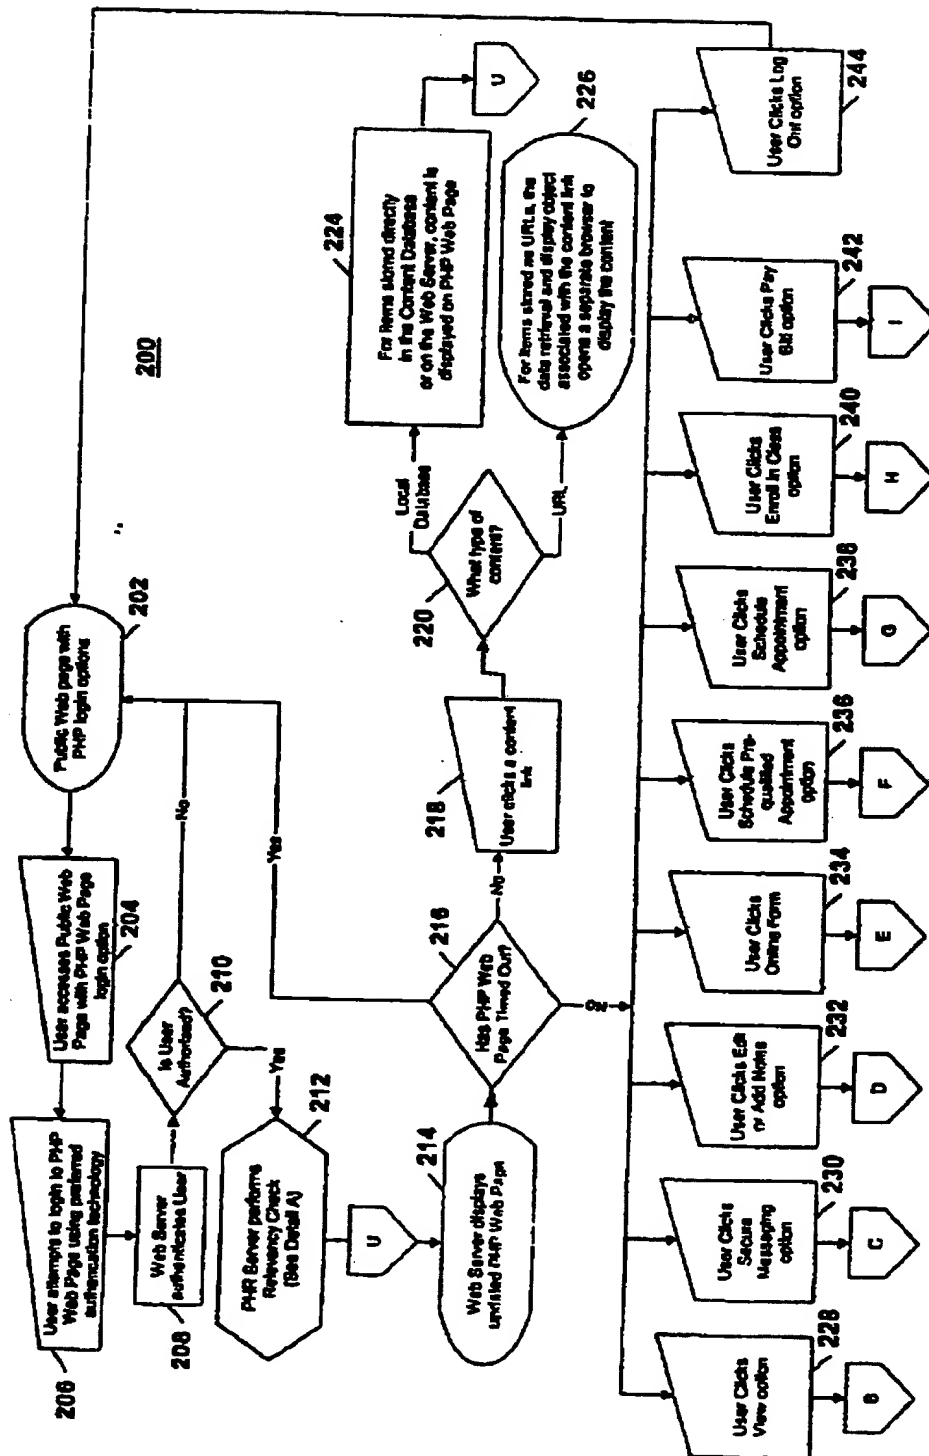 200
Public Web page with
PHP login options
202
User accesses Public Web
Page with PHP Web Page
login option
204
User attempts to login to PHP
Web Page using preferred
authentication technology
206
Web Server
authenticates User
208
Is User
Authorized?
210
No
Yes
PHR Server performs
Relevancy Check
(See Detail A)
212
U
Web Server displays
updated PHP Web Page
214
Has PHP Web
Page Timed Out?
216
Yes
No
User clicks a content
link
218
What type of
content?
220
Local
Database
URL
For items stored directly
in the Content Database
or on the Web Server, content is
displayed on PHP Web Page
224
U
For items stored as URLs, the
data retrieval and display object
associated with the content link
opens a separate browser to
display the content
226
User Clicks
View option
228
B
User Clicks
Secure
Messaging
option
230
C
User Clicks Edit
or Add Notes
option
232
D
User Clicks
Online Form
234
E
User Clicks
Schedule Pre-
qualified
Appointment
option
236
F
User Clicks
Schedule
Appointment
option
238
G
User Clicks
Enroll in Class
option
240
H
User Clicks Pay
Bill option
242
I
User Clicks Log
Out option
244